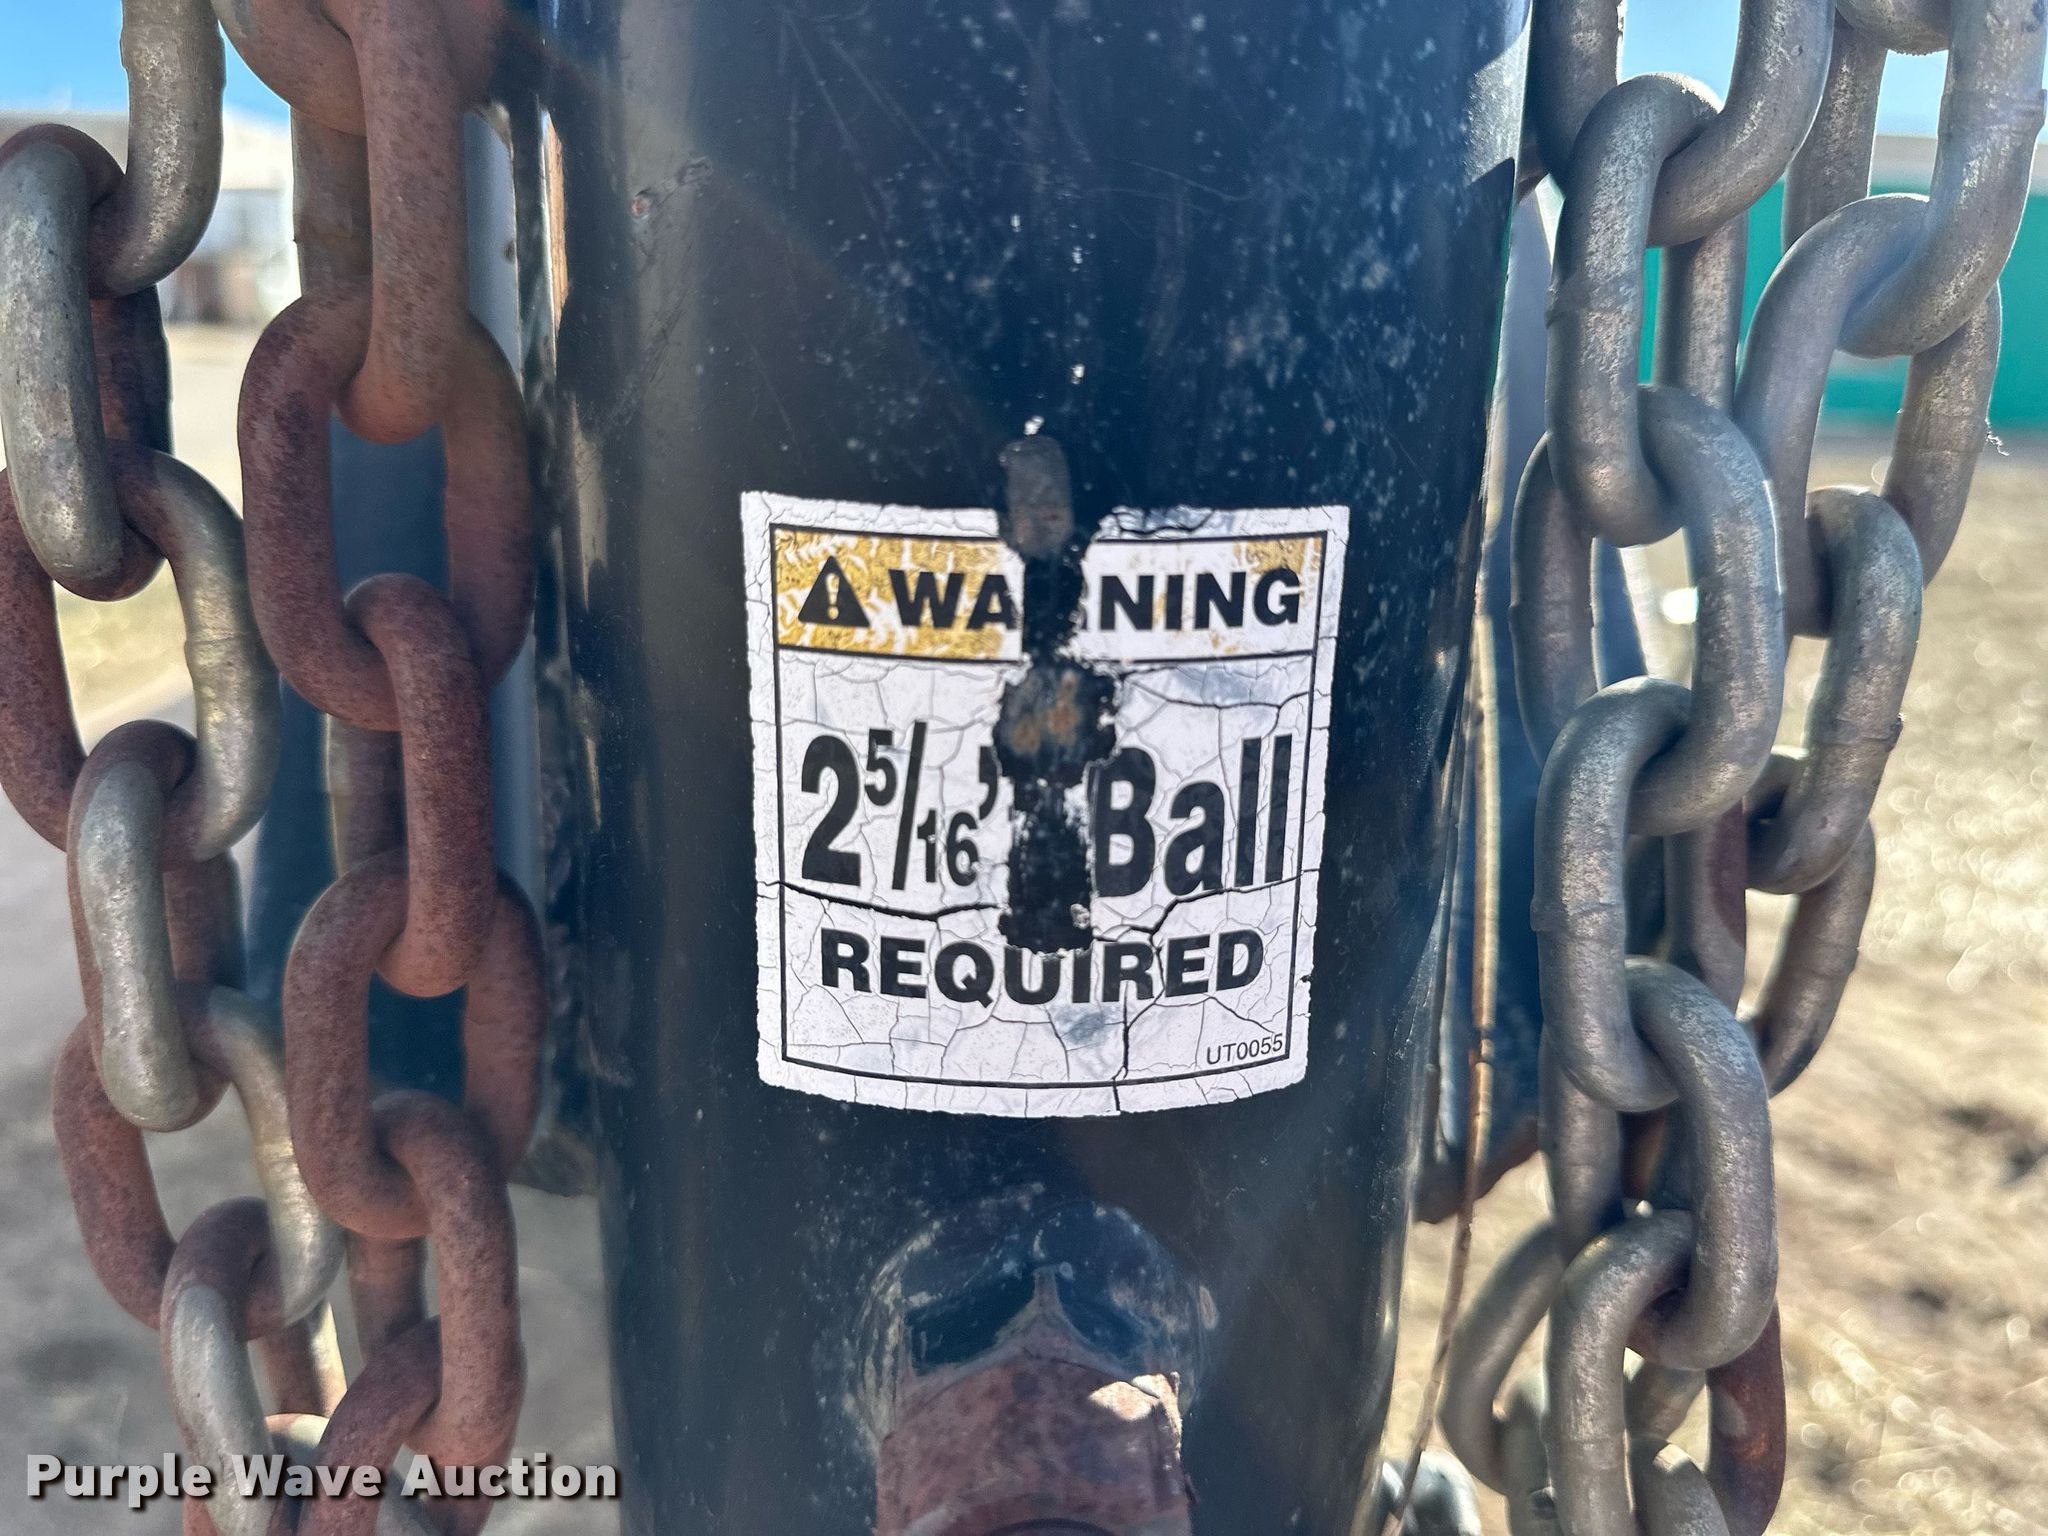 ⚠ WARNING
2 5/16" Ball
REQUIRED
UT0055
Purple Wave Auction